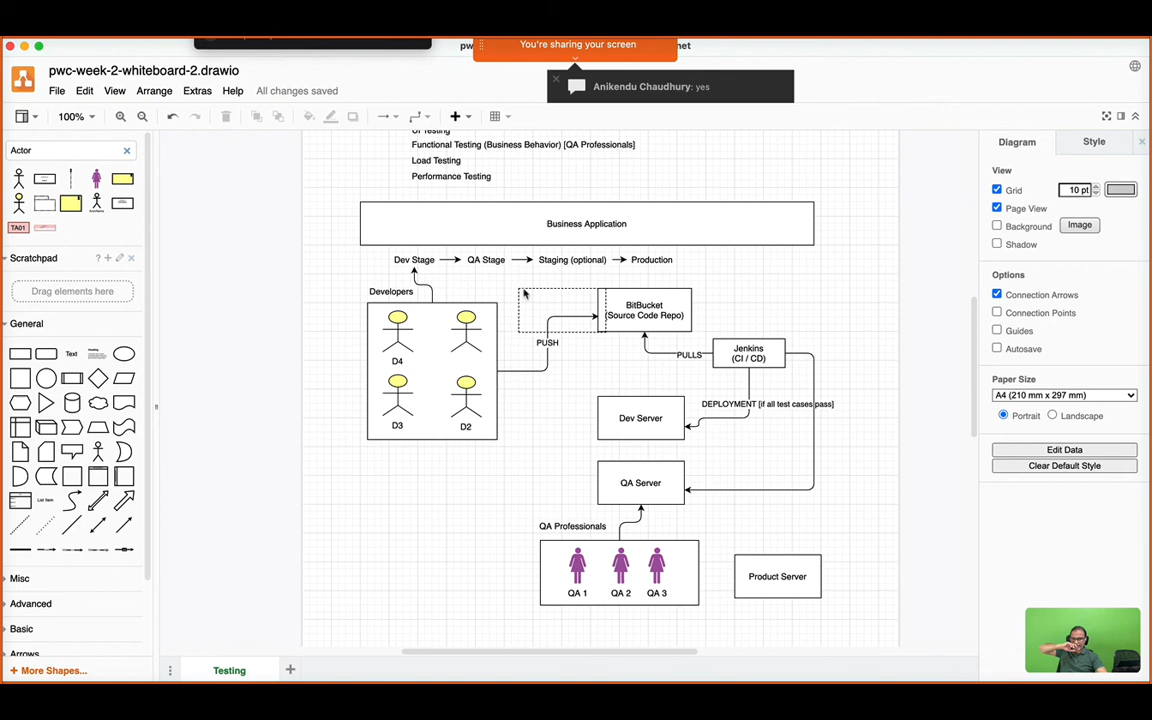 You're sharing your screen
Anikendu Chaudhury: yes
pwc-week-2-whiteboard-2.drawio
File Edit View Arrange Extras Help All changes saved
100%
Actor
TA01
Scratchpad
Drag elements here
General
Text
Heading
List Item
Misc
Advanced
Basic
Arrows
+ More Shapes...
UI Testing
Functional Testing (Business Behavior) [QA Professionals]
Load Testing
Performance Testing
Business Application
Dev Stage QA Stage Staging (optional) Production
Developers
D4
D3
D2
PUSH
BitBucket
(Source Code Repo)
PULLS
Jenkins
(CI / CD)
DEPLOYMENT [if all test cases pass]
Dev Server
QA Server
QA Professionals
QA 1 QA 2 QA 3
Product Server
Testing
Diagram Style
View
Grid 10 pt
Page View
Background Image
Shadow
Options
Connection Arrows
Connection Points
Guides
Autosave
Paper Size
A4 (210 mm x 297 mm)
Portrait Landscape
Edit Data
Clear Default Style